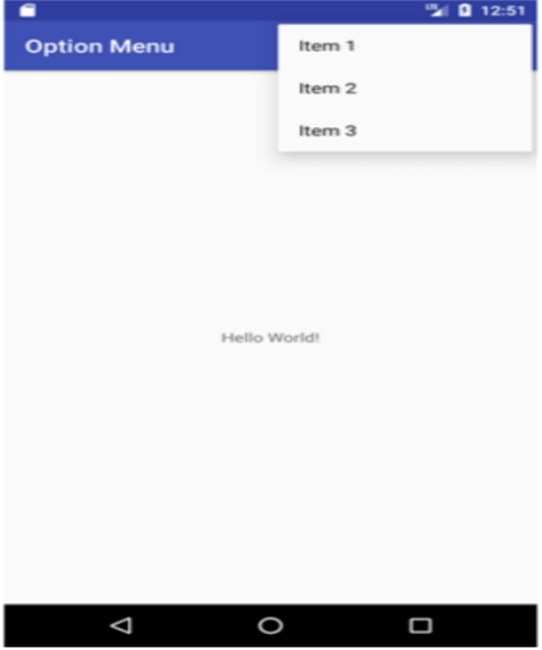 12:51
Option Menu
Item 1
Item 2
Item 3
Hello World!